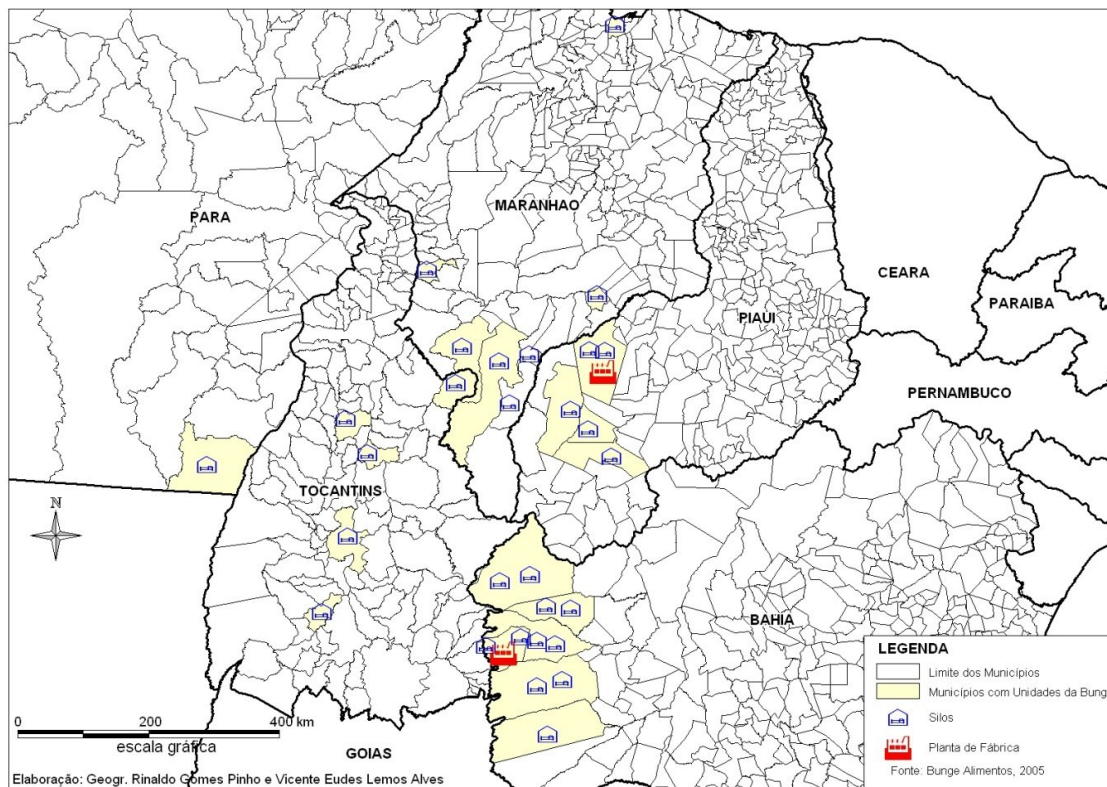 MARANHAO
PARA
CEARA
PIAUI
PARAIBA
PERNAMBUCO
TOCANTINS
N
BAHIA
GOIAS
0 200 400 km
escala gráfica
Elaboração: Geogr. Rinaldo Gomes Pinho e Vicente Eudes Lemos Alves
LEGENDA
Limite dos Municípios
Municípios com Unidades da Bung
Silos
Planta de Fábrica
Fonte: Bunge Alimentos, 2005